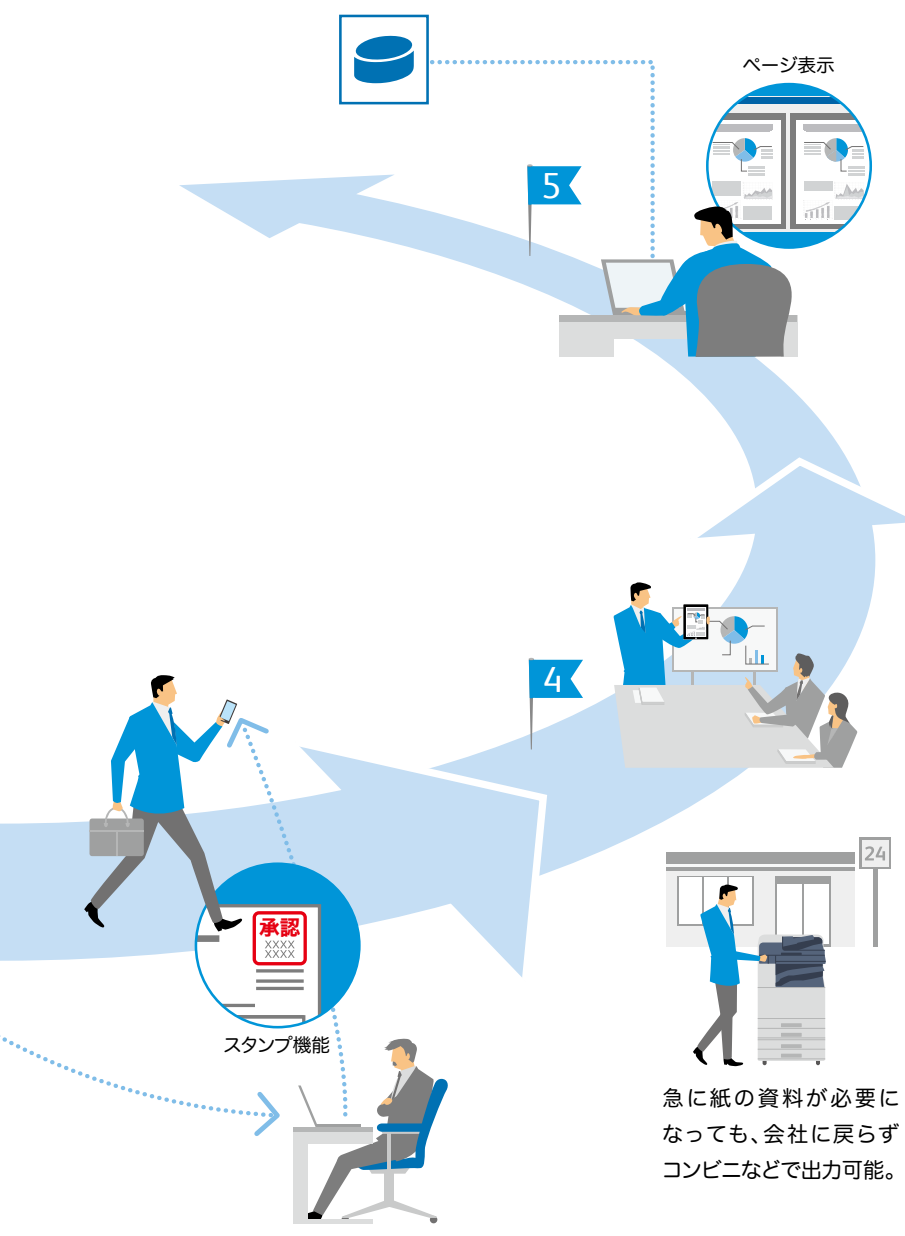 ページ表示
5
4
承認
XXXX
XXXX
スタンプ機能
24
急に紙の資料が必要に
なっても、会社に戻らず
コンビニなどで出力可能。